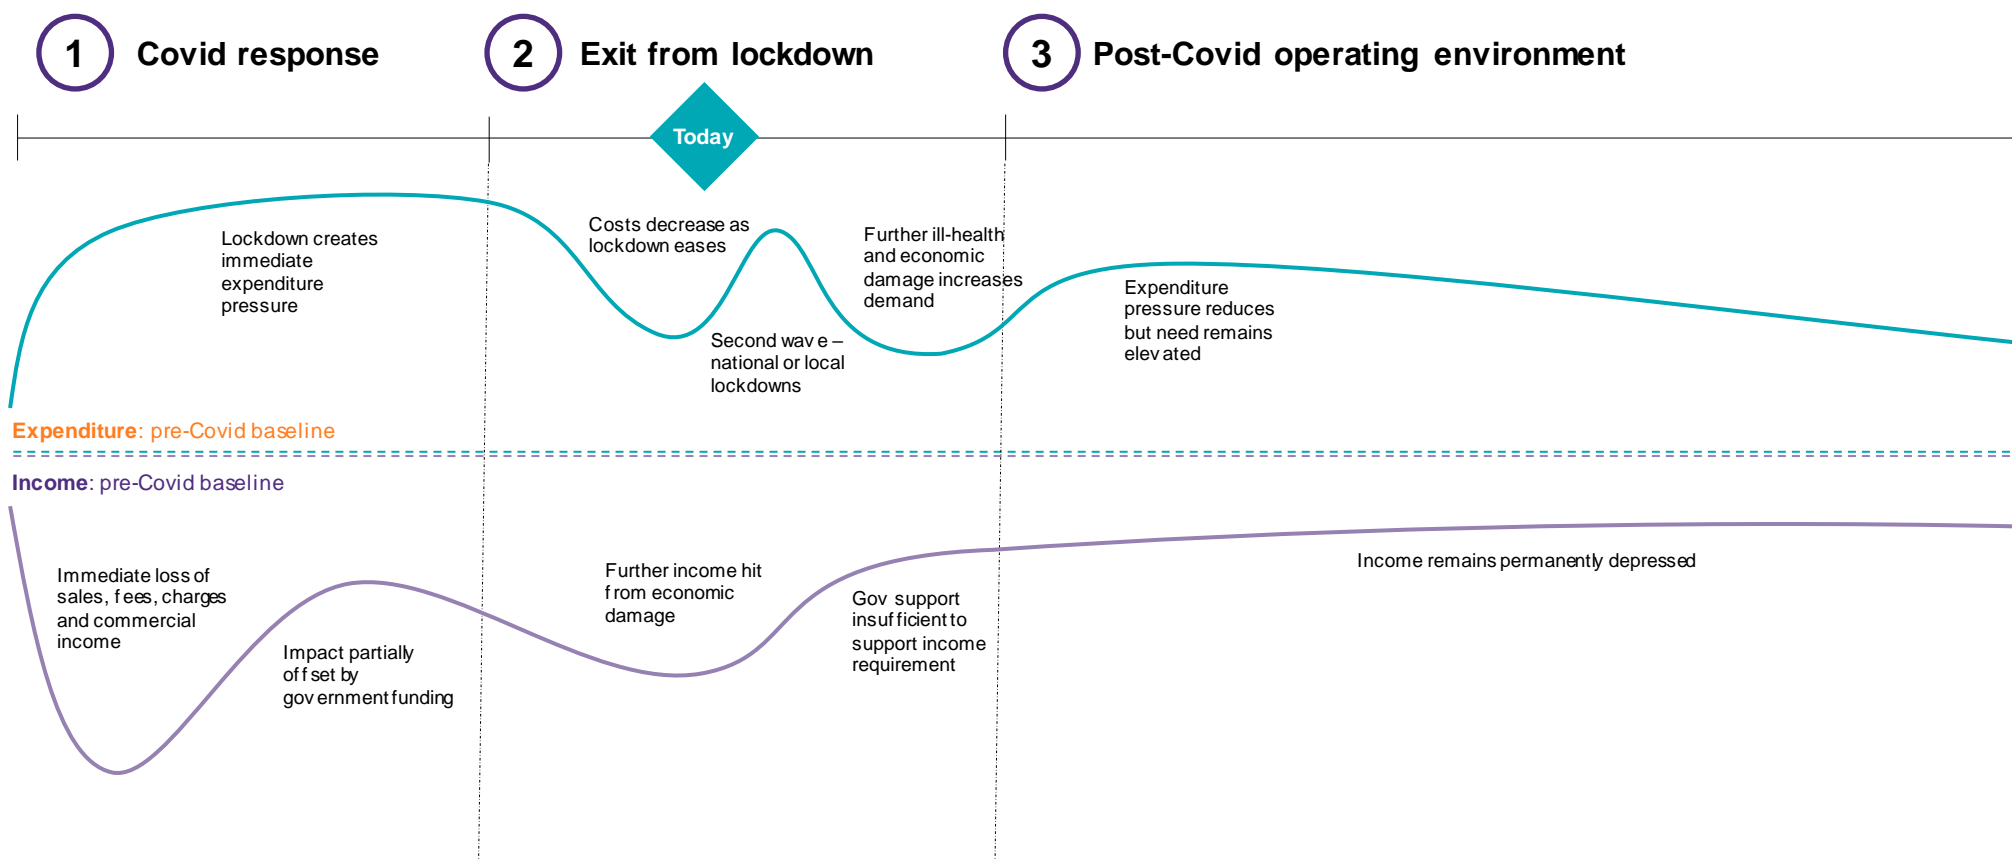 1 Covid response
2 Exit from lockdown
3 Post-Covid operating environment
Today
Lockdown creates
immediate
expenditure
pressure
Costs decrease as
lockdown eases
Second wave –
national or local
lockdowns
Further ill-health
and economic
damage increases
demand
Expenditure
pressure reduces
but need remains
elevated
Expenditure: pre-Covid baseline
Income: pre-Covid baseline
Immediate loss of
sales, fees, charges
and commercial
income
Impact partially
offset by
government funding
Further income hit
from economic
damage
Gov support
insufficient to
support income
requirement
Income remains permanently depressed